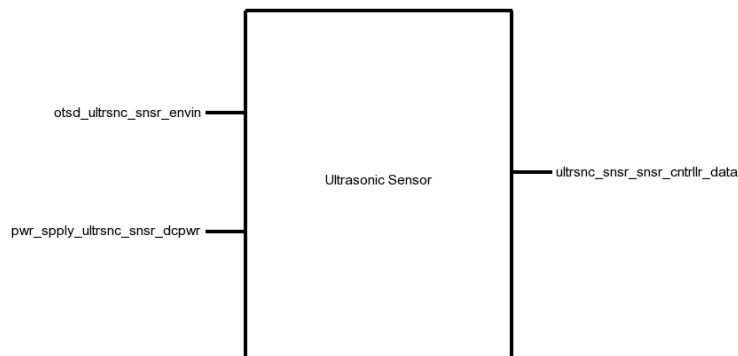 otsd_ultrsnc_snsr_envin
Ultrasonic Sensor
ultrsnc_snsr_snsr_cntrllr_data
pwr_spply_ultrsnc_snsr_dcpwr